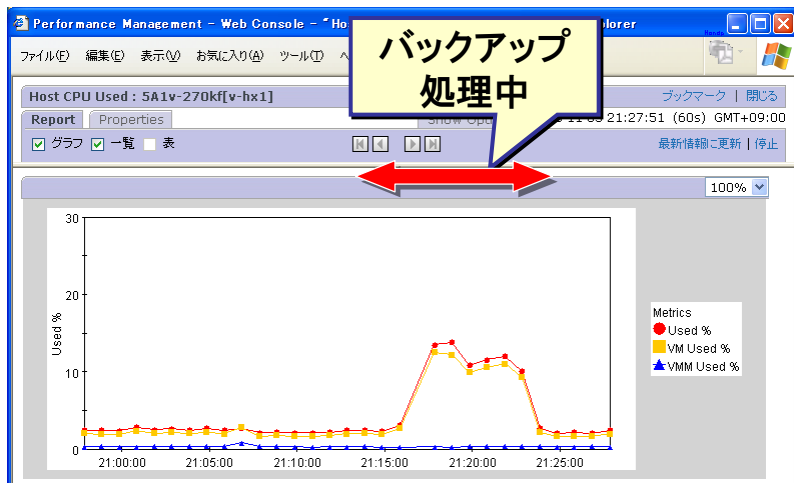 Performance Management - Web Console - "Ho
orer
バックアップ
処理中
ファイル(F) 編集(E) 表示(V) お気に入り(A) ツール(T)
Host CPU Used : 5A1v-270kf[v-hx1]
ブックマーク | 閉じる
Report Properties
21:27:51 (60s) GMT+09:00
グラフ 一覧 表
最新情報に更新 | 停止
100%
30
20
10
0
Used %
21:00:00 21:05:00 21:10:00 21:15:00 21:20:00 21:25:00
Metrics
Used %
VM Used %
VMM Used %